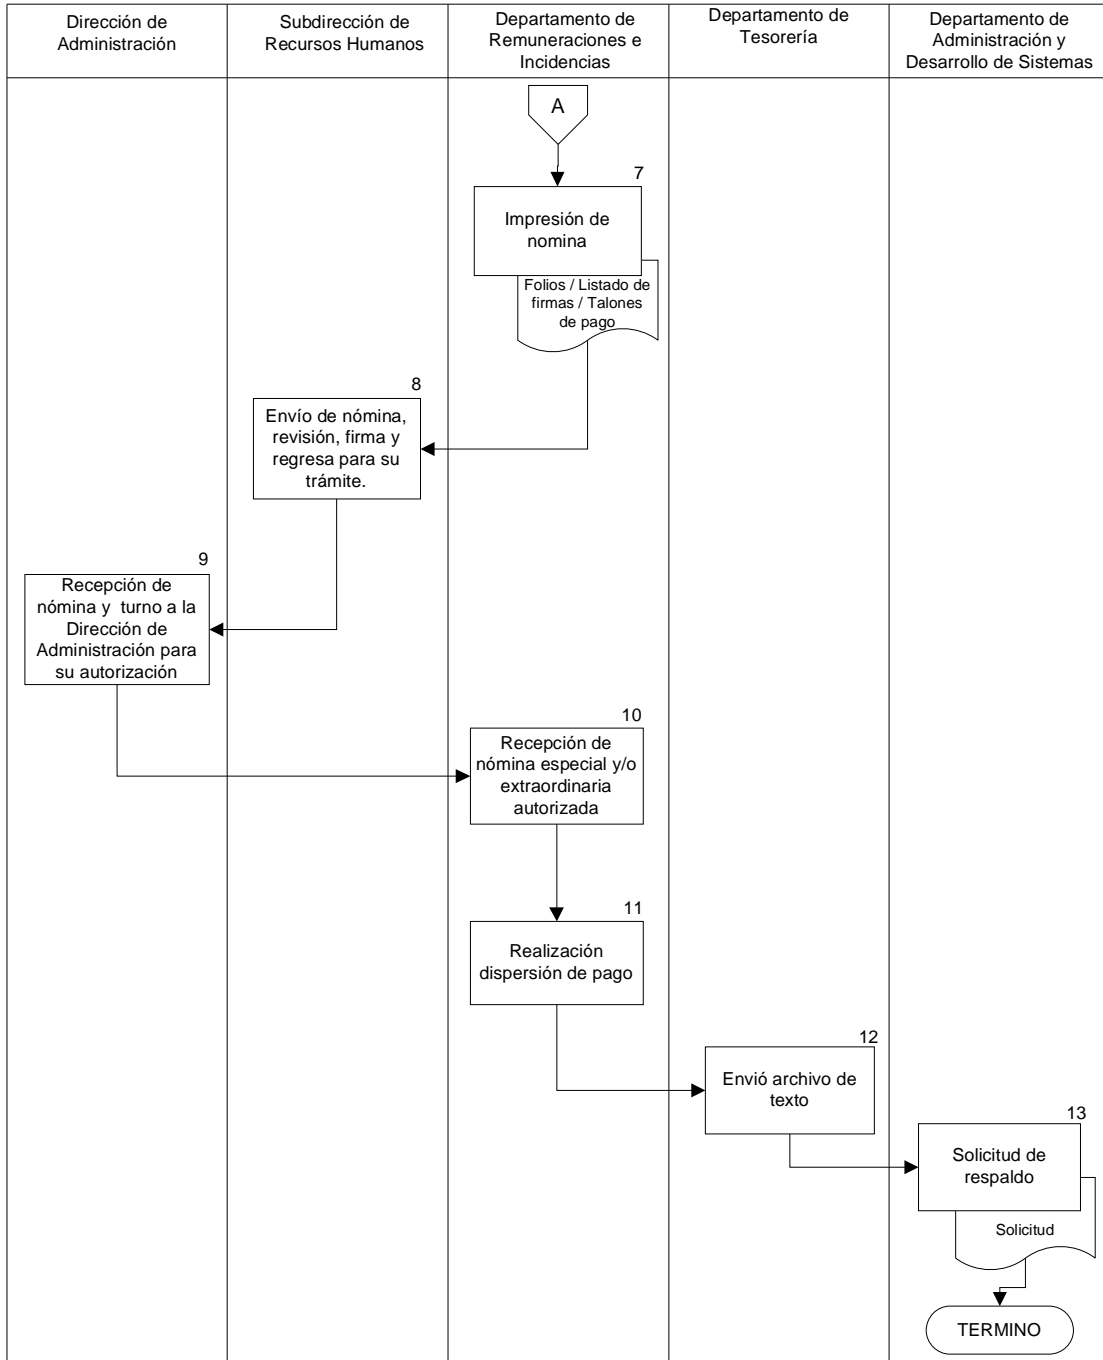 Dirección de
Administración
Subdirección de
Recursos Humanos
Departamento de
Remuneraciones e
Incidencias
Departamento de
Tesorería
Departamento de
Administración y
Desarrollo de Sistemas
A
7
Impresión de
nomina
Folios / Listado de
firmas / Talones
de pago
8
Envío de nómina,
revisión, firma y
regresa para su
trámite.
9
Recepción de
nómina y turno a la
Dirección de
Administración para
su autorización
10
Recepción de
nómina especial y/o
extraordinaria
autorizada
11
Realización
dispersión de pago
12
Envió archivo de
texto
13
Solicitud de
respaldo
Solicitud
TERMINO